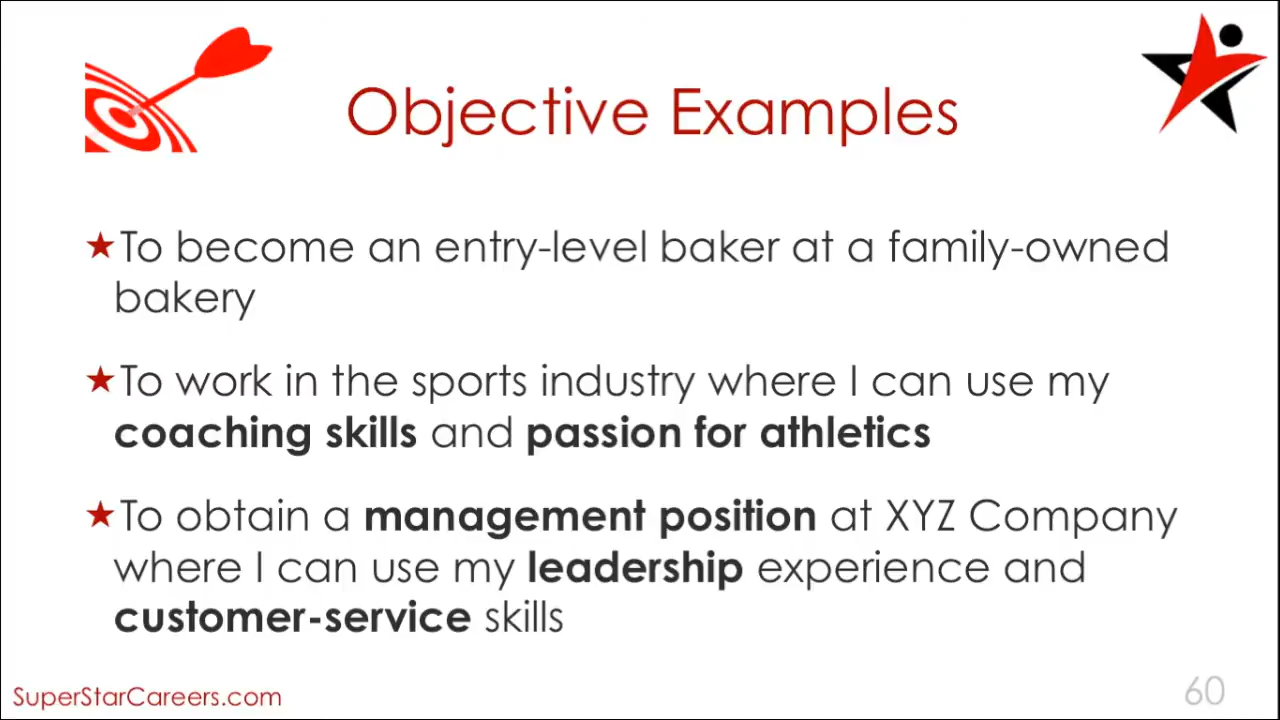 Objective Examples
★To become an entry-level baker at a family-owned
bakery
★To work in the sports industry where I can use my
coaching skills and passion for athletics
★To obtain a management position at XYZ Company
where I can use my leadership experience and
customer-service skills
SuperStarCareers.com
60